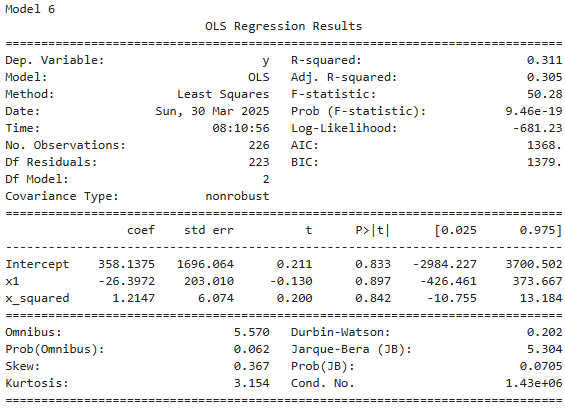 Model 6
OLS Regression Results
==============================================================================
Dep. Variable:                      y   R-squared:                       0.311
Model:                            OLS   Adj. R-squared:                  0.305
Method:                 Least Squares   F-statistic:                     50.28
Date:                Sun, 30 Mar 2025   Prob (F-statistic):           9.46e-19
Time:                        08:10:56   Log-Likelihood:                -681.23
No. Observations:                 226   AIC:                             1368.
Df Residuals:                     223   BIC:                             1379.
Df Model:                           2
Covariance Type:            nonrobust
==============================================================================
                 coef    std err          t      P>|t|      [0.025      0.975]
------------------------------------------------------------------------------
Intercept    358.1375   1696.064      0.211      0.833   -2984.227    3700.502
x1           -26.3972    203.010     -0.130      0.897    -426.461     373.667
x_squared      1.2147      6.074      0.200      0.842     -10.755      13.184
==============================================================================
Omnibus:                        5.570   Durbin-Watson:                   0.202
Prob(Omnibus):                  0.062   Jarque-Bera (JB):                5.304
Skew:                           0.367   Prob(JB):                       0.0705
Kurtosis:                       3.154   Cond. No.                     1.43e+06
==============================================================================